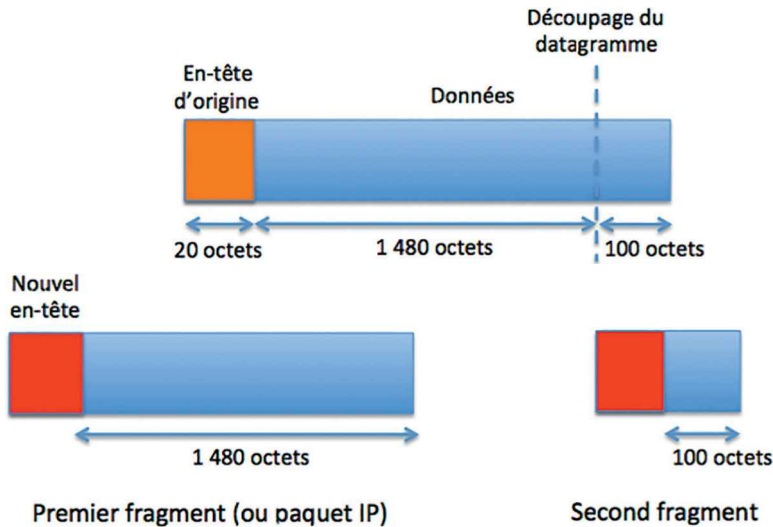 Découpage du
datagramme
En-tête
d'origine
Données
20 octets
1 480 octets
100 octets
Nouvel
en-tête
1 480 octets
100 octets
Premier fragment (ou paquet IP)
Second fragment